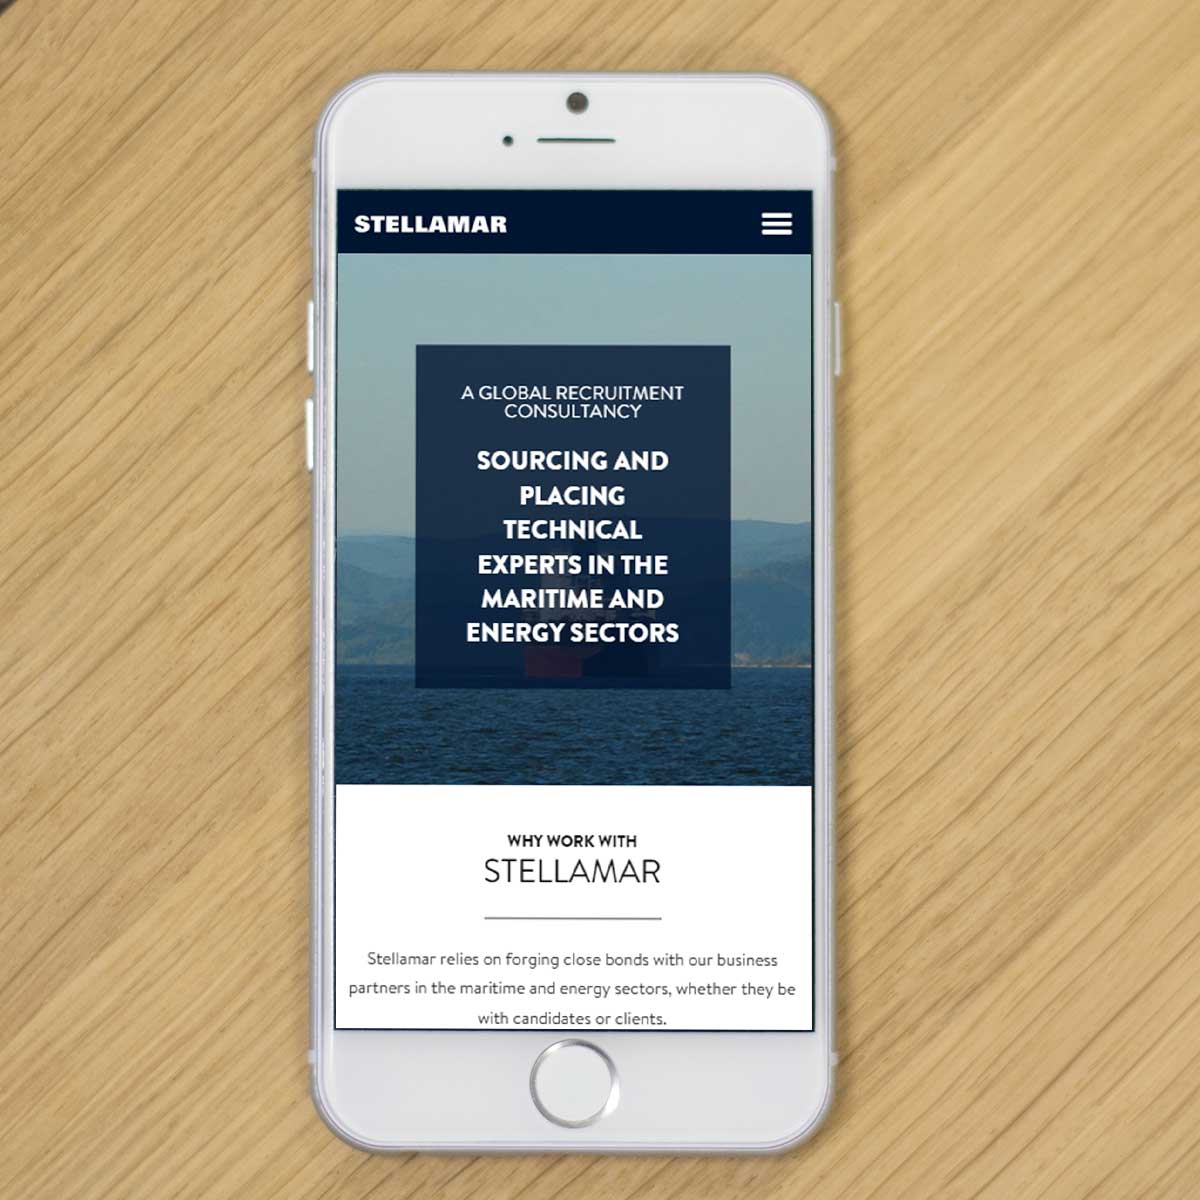 STELLAMAR
A GLOBAL RECRUITMENT
CONSULTANCY
SOURCING AND
PLACING
TECHNICAL
EXPERTS IN THE
MARITIME AND
ENERGY SECTORS
WHY WORK WITH
STELLAMAR
Stellamar relies on forging close bonds with our business
partners in the maritime and energy sectors, whether they be
with candidates or clients.